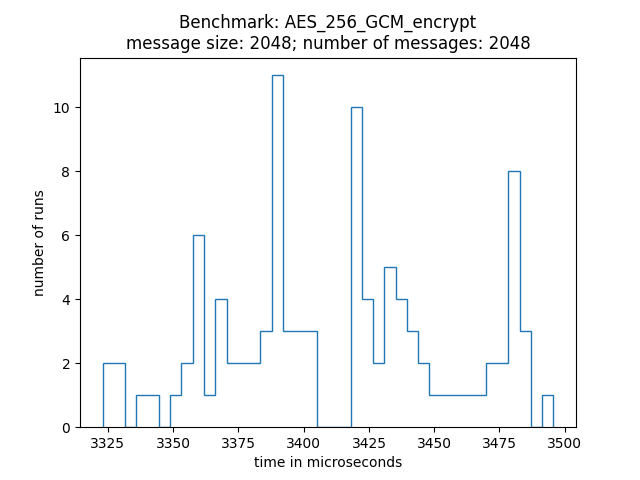 Benchmark: AES_256_GCM_encrypt
message size: 2048; number of messages: 2048
number of runs
10
8
6
4
2
0
3325 3350 3375 3400 3425 3450 3475 3500
time in microseconds